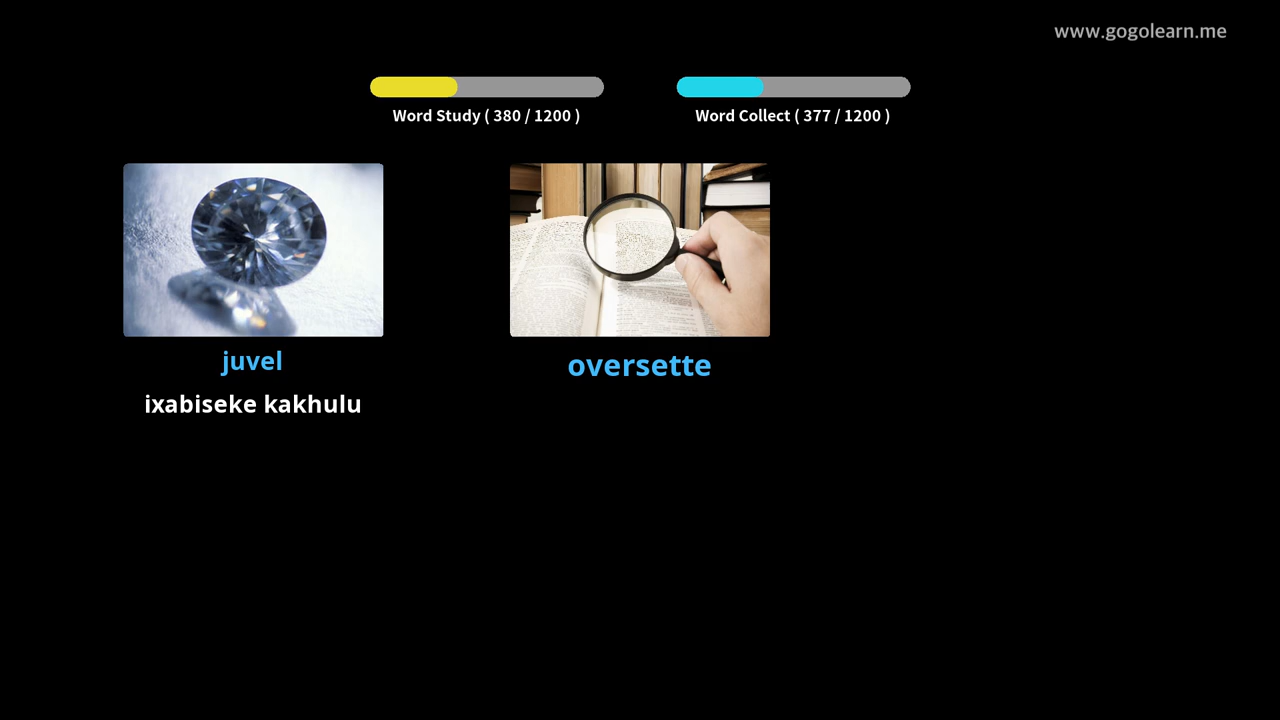 www.gogolearn.me
Word Study ( 380 / 1200 )
Word Collect ( 377 / 1200 )
juvel
oversette
ixabiseke kakhulu